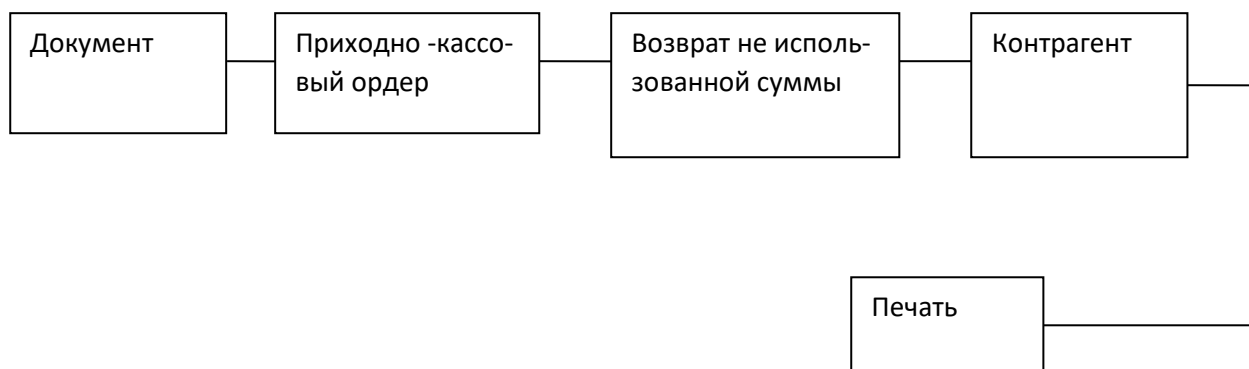 Документ
Приходно -кассо-
вый ордер
Возврат не исполь-
зованной суммы
Контрагент
Печать